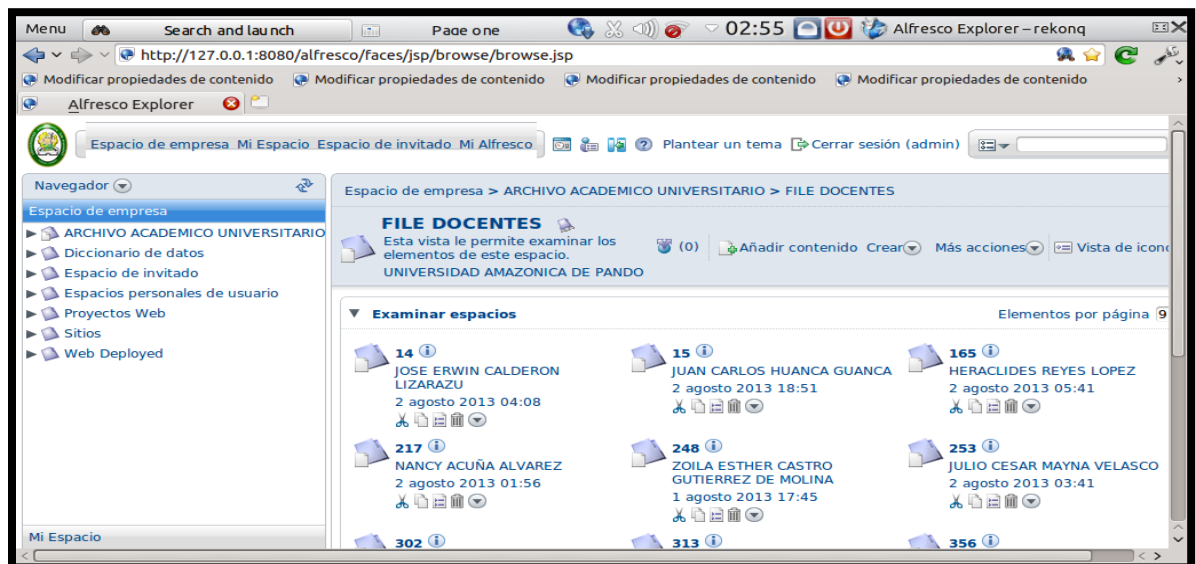 Menu Search and launch Page one 02:55 Alfresco Explorer – rekonq
http://127.0.0.1:8080/alfresco/faces/jsp/browse/browse.jsp
Modificar propiedades de contenido Modificar propiedades de contenido Modificar propiedades de contenido Modificar propiedades de contenido
Alfresco Explorer
Espacio de empresa Mi Espacio Espacio de invitado Mi Alfresco Plantear un tema Cerrar sesión (admin)
Navegador
Espacio de empresa
ARCHIVO ACADEMICO UNIVERSITARIO
Diccionario de datos
Espacio de invitado
Espacios personales de usuario
Proyectos Web
Sitios
Web Deployed
Mi Espacio
Espacio de empresa > ARCHIVO ACADEMICO UNIVERSITARIO > FILE DOCENTES
FILE DOCENTES
Esta vista le permite examinar los
elementos de este espacio.
UNIVERSIDAD AMAZONICA DE PANDO
(0) Añadir contenido Crear Más acciones Vista de icono
Examinar espacios Elementos por página 9
14
JOSE ERWIN CALDERON
LIZARAZU
2 agosto 2013 04:08
15
JUAN CARLOS HUANCA GUANCA
2 agosto 2013 18:51
165
HERACLIDES REYES LOPEZ
2 agosto 2013 05:41
217
NANCY ACUÑA ALVAREZ
2 agosto 2013 01:56
248
ZOILA ESTHER CASTRO
GUTIERREZ DE MOLINA
1 agosto 2013 17:45
253
JULIO CESAR MAYNA VELASCO
2 agosto 2013 03:41
302
313
356